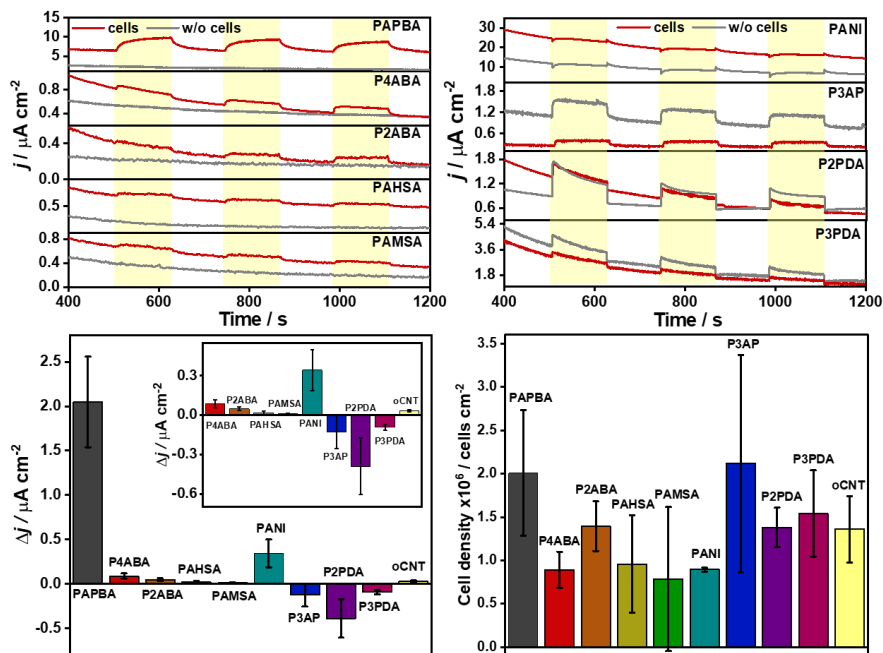 cells w/o cells PAPBA
15
10
5
P4ABA
0.8
0.4
P2ABA
0.4
0.0
PAHSA
0.5
PAMSA
0.8
0.4
0.0
400 600 800 1000 1200
Time / s
j / μA cm-2
cells w/o cells PANI
30
20
10
P3AP
1.8
1.2
0.6
P2PDA
1.8
1.2
0.6
P3PDA
5.4
3.6
1.8
400 600 800 1000 1200
Time / s
j / μA cm-2
2.5
2.0
1.5
1.0
0.5
0.0
-0.5
Δj / μA cm-2
PAPBA
P4ABA
P2ABA
PAHSA
PAMSA
PANI
P3AP
P2PDA
P3PDA
oCNT
0.3
0.0
-0.3
-0.6
Δj / μA cm-2
P4ABA
P2ABA
PAHSA
PAMSA
PANI
P3AP
P2PDA
P3PDA
oCNT
3.5
3.0
2.5
2.0
1.5
1.0
0.5
0.0
Cell density x10⁶ / cells cm-2
PAPBA
P4ABA
P2ABA
PAHSA
PAMSA
PANI
P3AP
P2PDA
P3PDA
oCNT